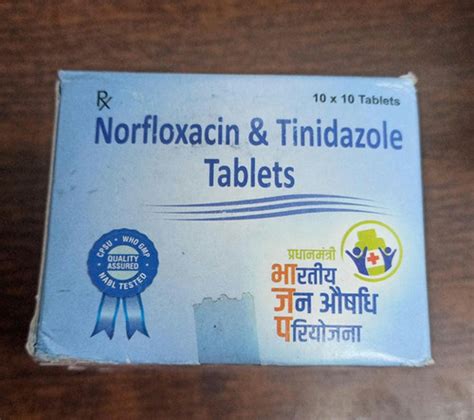 Rx
10 x 10 Tablets
Norfloxacin & Tinidazole
Tablets
CPSU • WHO GMP
QUALITY
ASSURED
NABL TESTED
प्रधानमंत्री
भारतीय
जन औषधि
परियोजना